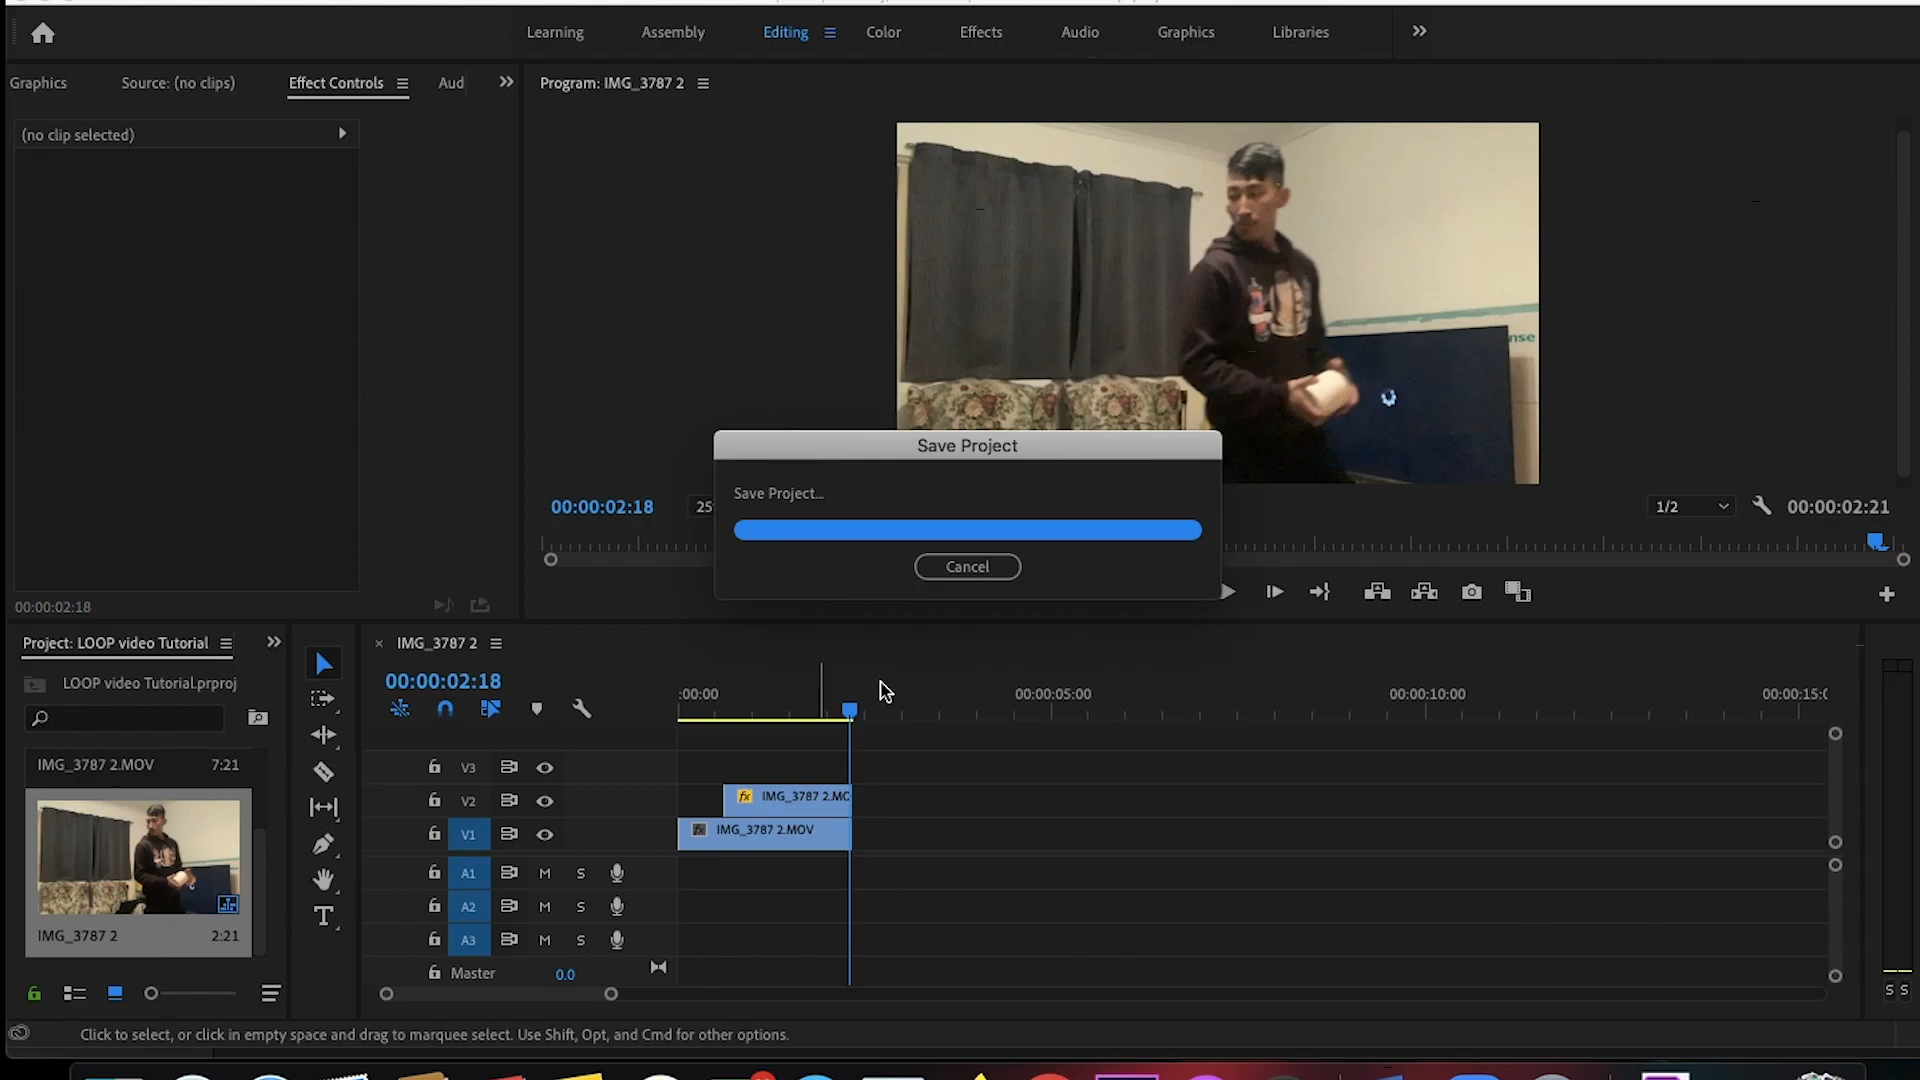 Learning Assembly Editing Color Effects Audio Graphics Libraries
Graphics Source: (no clips) Effect Controls Aud
Program: IMG_3787 2
(no clip selected)
nse
Save Project
Save Project...
Cancel
00:00:02:18 25 1/2 00:00:02:21
00:00:02:18
Project: LOOP video Tutorial
LOOP video Tutorial.prproj
IMG_3787 2.MOV 7:21
IMG_3787 2 2:21
× IMG_3787 2
00:00:02:18
:00:00 00:00:05:00 00:00:10:00 00:00:15:0
V3
V2 fx IMG_3787 2.MO
V1 fx IMG_3787 2.MOV
A1 M S
A2 M S
A3 M S
Master 0.0
S S
Click to select, or click in empty space and drag to marquee select. Use Shift, Opt, and Cmd for other options.